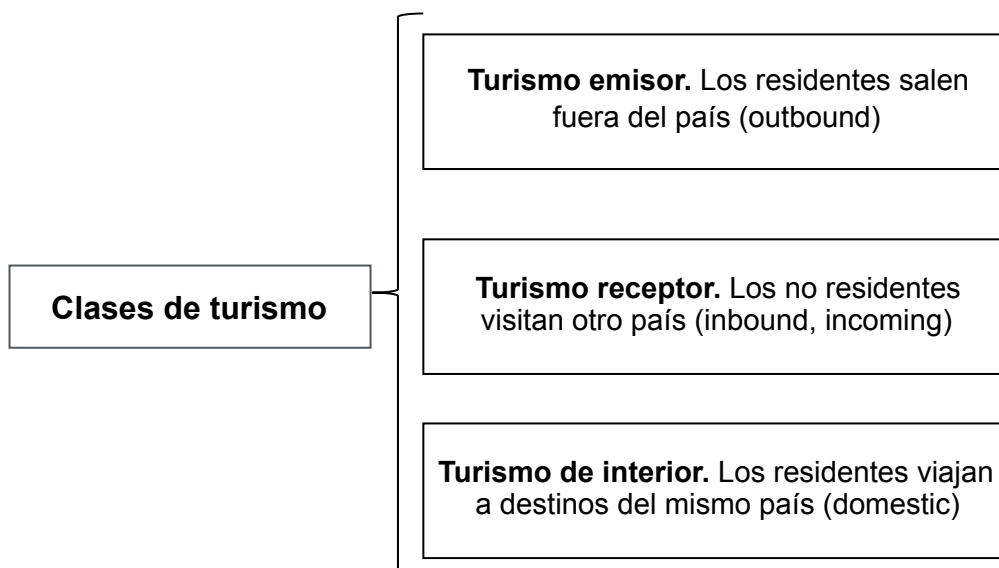 Clases de turismo
Turismo emisor. Los residentes salen
fuera del país (outbound)
Turismo receptor. Los no residentes
visitan otro país (inbound, incoming)
Turismo de interior. Los residentes viajan
a destinos del mismo país (domestic)